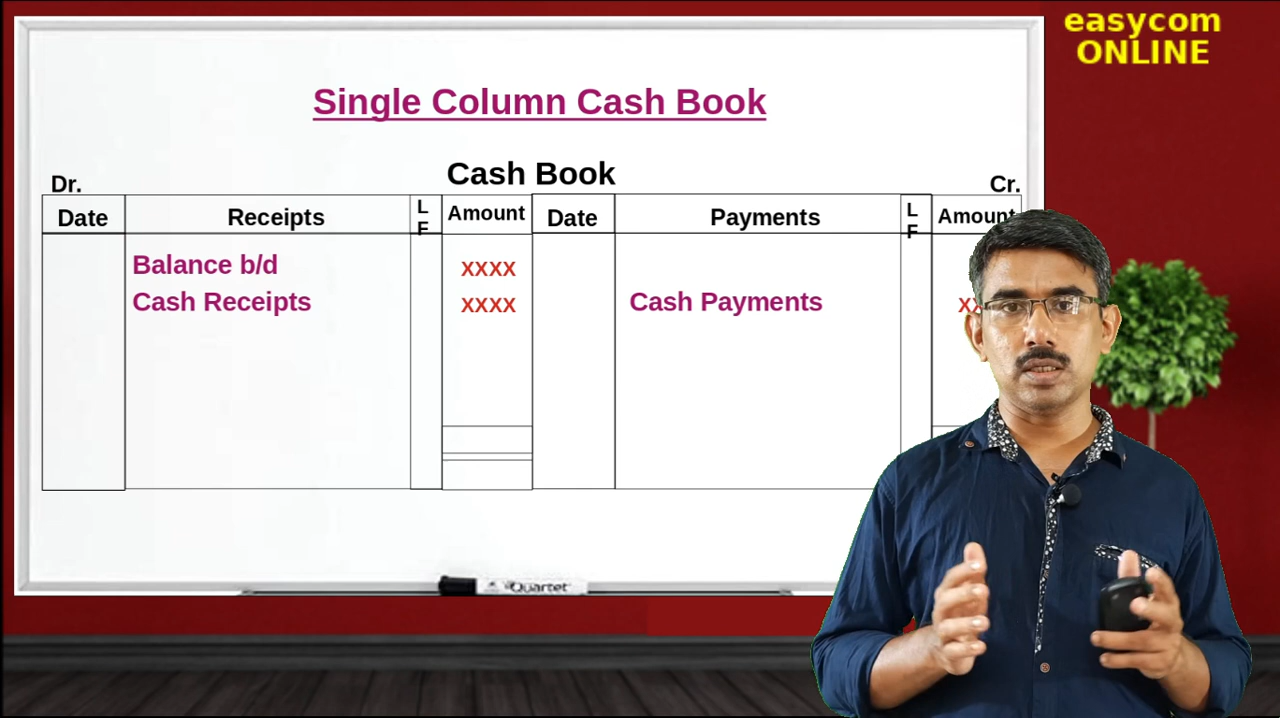 easycom
ONLINE
Single Column Cash Book
Cash Book
Dr.
Cr.
Date Receipts L F Amount Date Payments L F Amount
Balance b/d xxxx
Cash Receipts xxxx Cash Payments
Quartet